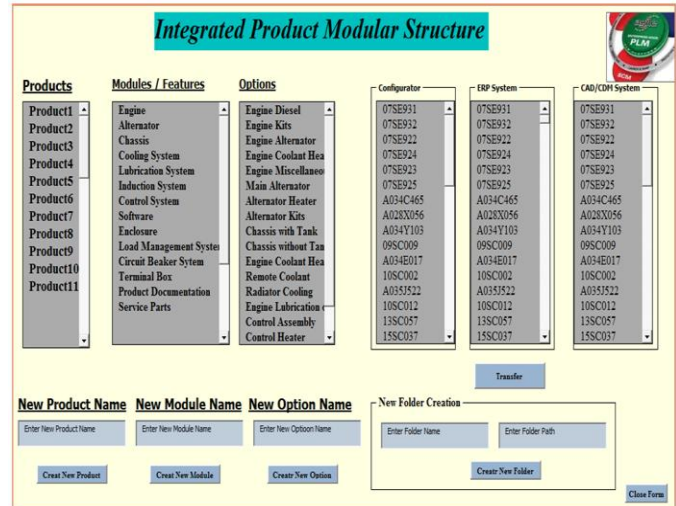 Integrated Product Modular Structure
PLM
SCM
Products
Product1
Product2
Product3
Product4
Product5
Product6
Product7
Product8
Product9
Product10
Product11
Modules / Features
Engine
Alternator
Chassis
Cooling System
Lubrication System
Induction System
Control System
Software
Enclosure
Load Management Syster
Circuit Beaker Sytem
Terminal Box
Product Documentation
Service Parts
Options
Engine Diesel
Engine Kits
Engine Alternator
Engine Coolant Hea
Engine Miscellaneo
Main Alternator
Alternator Heater
Alternator Kits
Chassis with Tank
Chassis without Tan
Engine Coolant Hea
Remote Coolant
Radiator Cooling
Engine Lubrication
Control Assembly
Control Heater
Configurator
07SE931
07SE932
07SE922
07SE924
07SE923
07SE925
A034C465
A028X056
A034Y103
09SC009
A034E017
10SC002
A035J522
10SC012
13SC057
15SC037
ERP System
07SE931
07SE932
07SE922
07SE924
07SE923
07SE925
A034C465
A028X056
A034Y103
09SC009
A034E017
10SC002
A035J522
10SC012
13SC057
15SC037
CAD/CDM System
07SE931
07SE932
07SE922
07SE924
07SE923
07SE925
A034C465
A028X056
A034Y103
09SC009
A034E017
10SC002
A035J522
10SC012
13SC057
15SC037
Transfer
New Product Name
Enter New Product Name
Creat New Product
New Module Name
Enter New Module Name
Creat New Module
New Option Name
Enter New Optioon Name
Creatr New Option
New Folder Creation
Enter Folder Name
Enter Folder Path
Creatr New Folder
Close Form